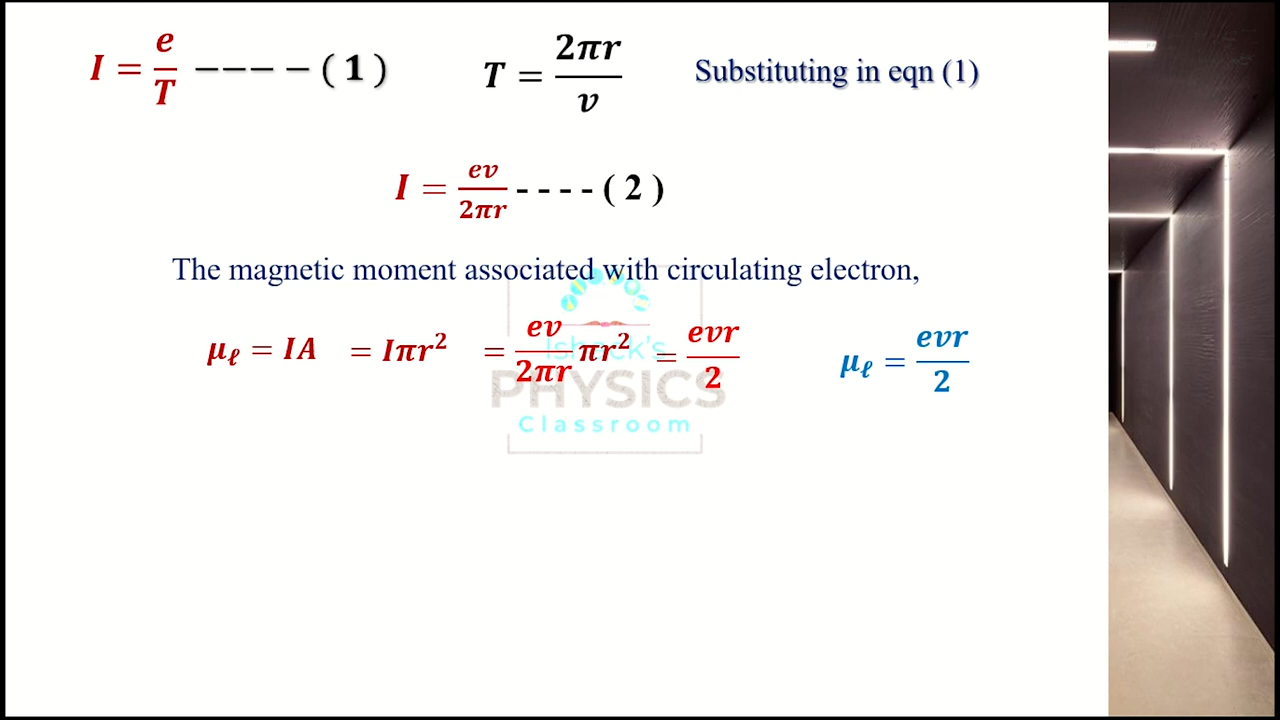 I = e/T ---- ( 1 )    T = 2πr/v    Substituting in eqn (1)
I = ev/2πr ---- ( 2 )
The magnetic moment associated with circulating electron,
μℓ = IA = Iπr² = ev/2πr πr² = evr/2    μℓ = evr/2
Ishack's
PHYSICS
Classroom